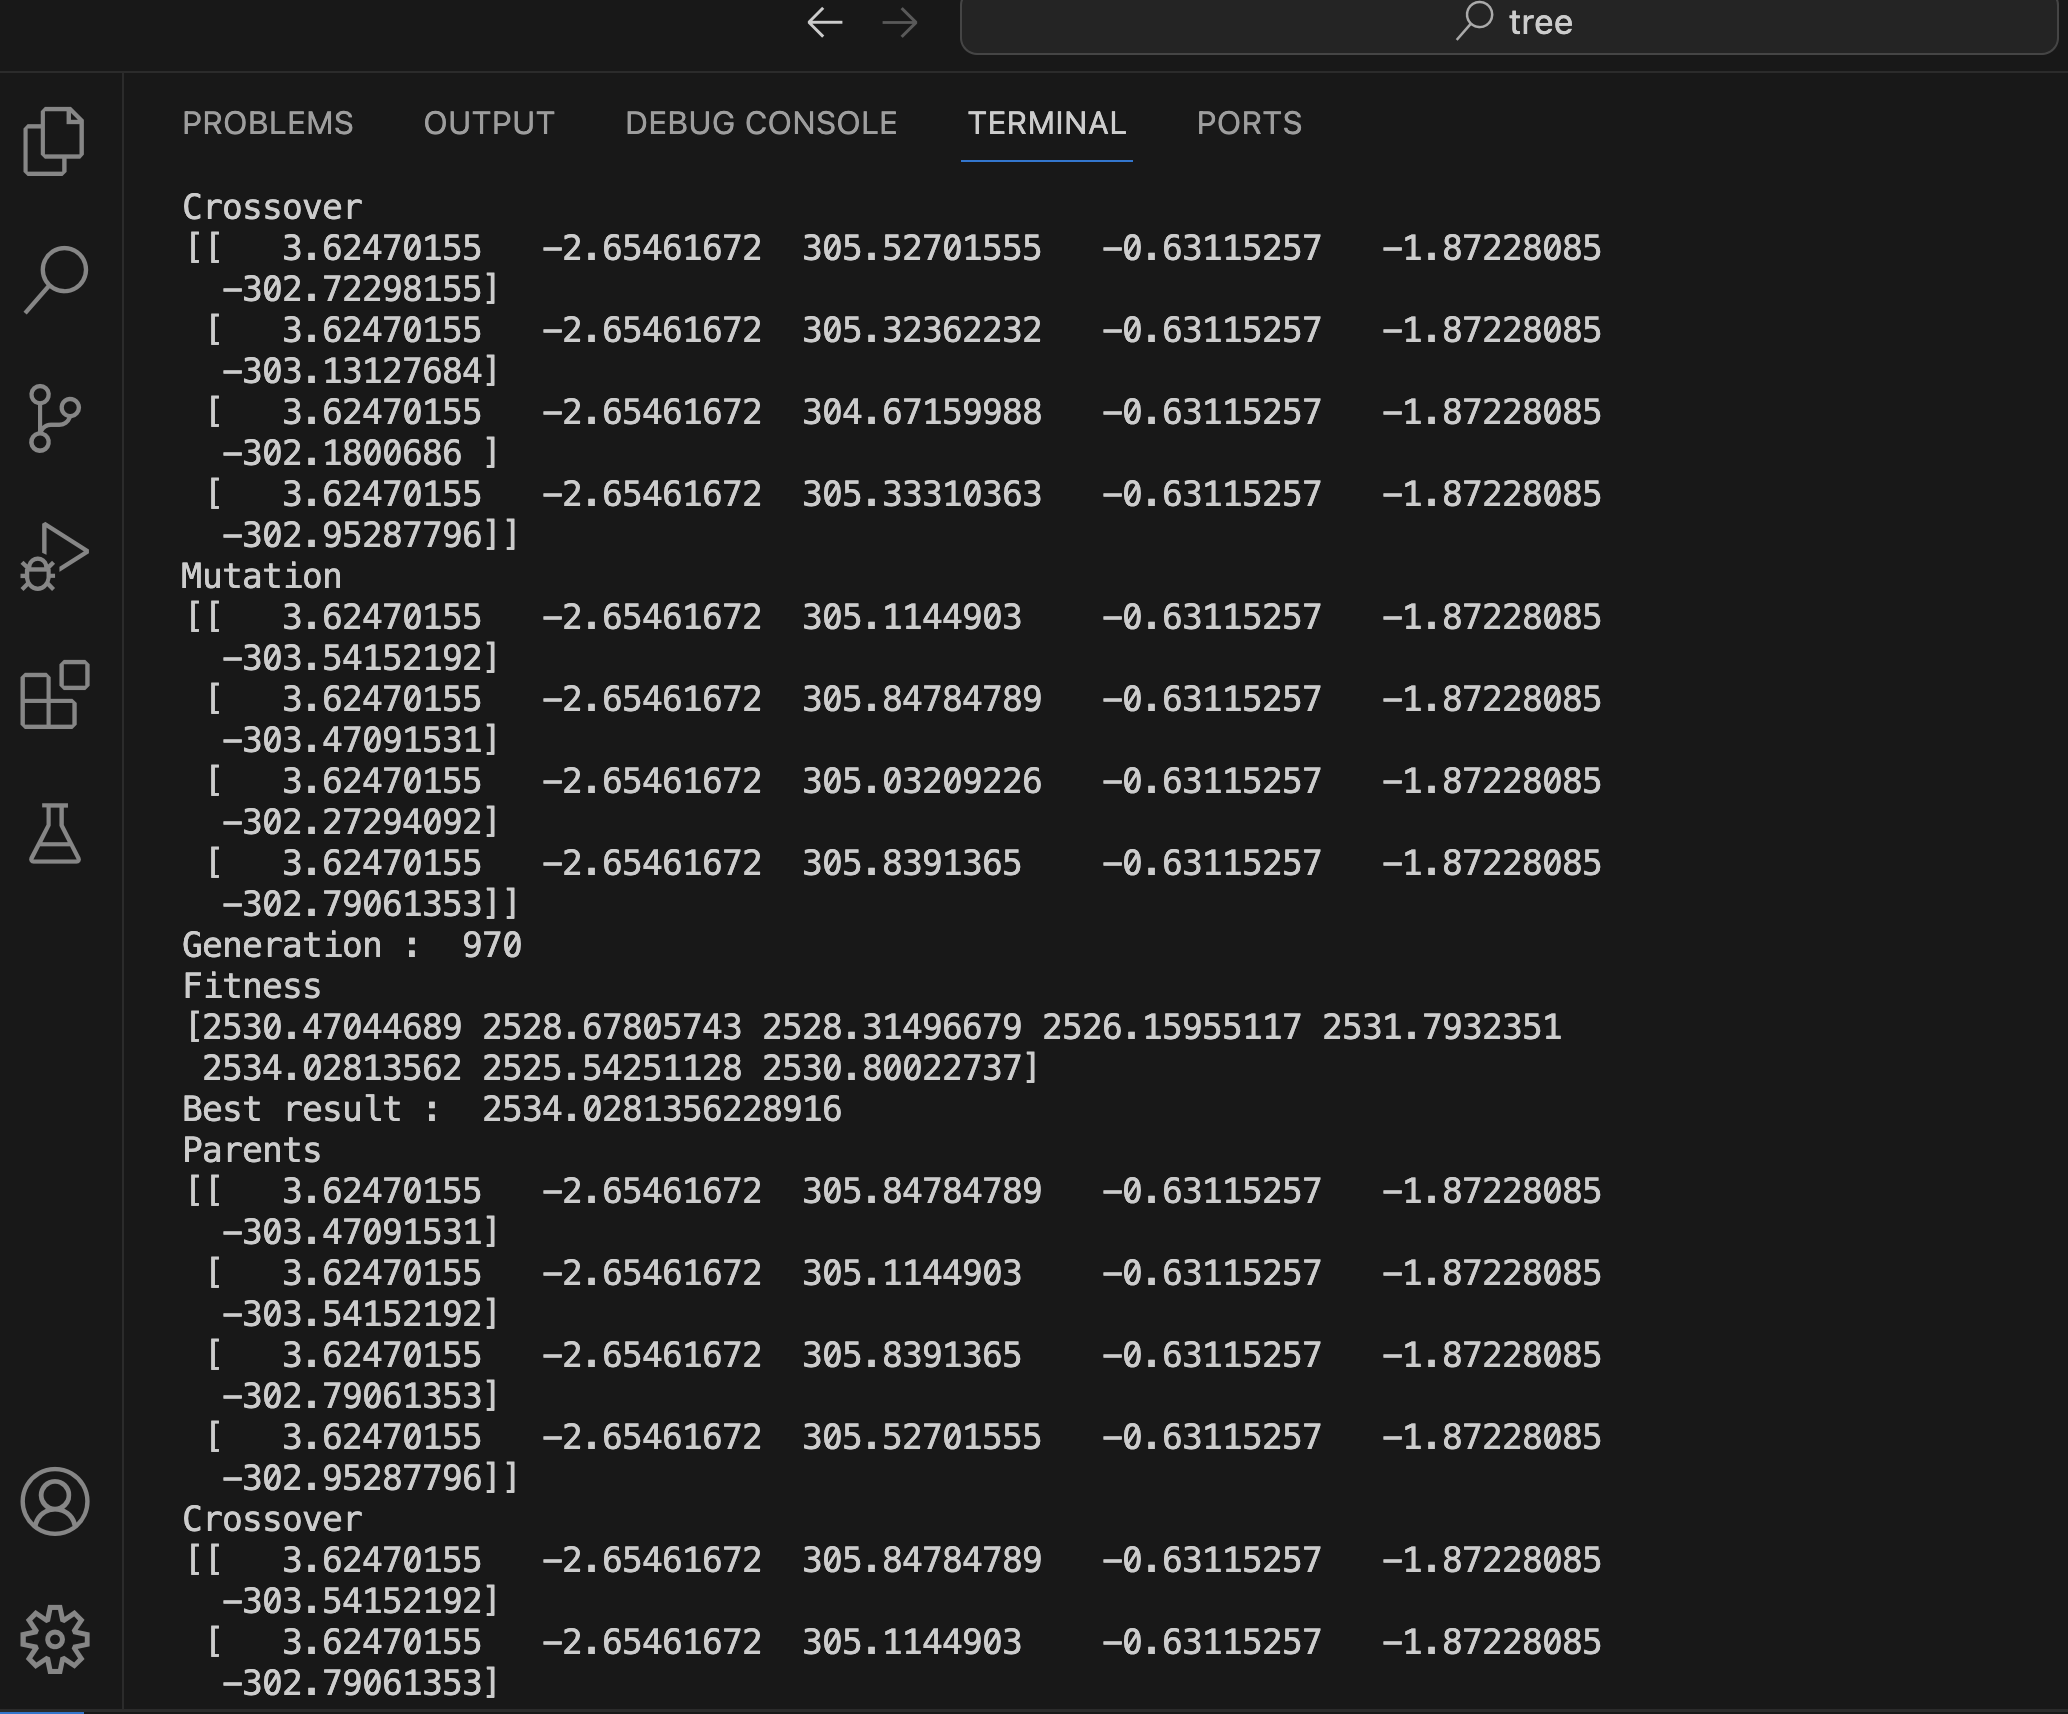 tree
PROBLEMS OUTPUT DEBUG CONSOLE TERMINAL PORTS
Crossover
[[   3.62470155   -2.65461672  305.52701555   -0.63115257   -1.87228085
  -302.72298155]
 [   3.62470155   -2.65461672  305.32362232   -0.63115257   -1.87228085
  -303.13127684]
 [   3.62470155   -2.65461672  304.67159988   -0.63115257   -1.87228085
  -302.1800686 ]
 [   3.62470155   -2.65461672  305.33310363   -0.63115257   -1.87228085
  -302.95287796]]
Mutation
[[   3.62470155   -2.65461672  305.1144903    -0.63115257   -1.87228085
  -303.54152192]
 [   3.62470155   -2.65461672  305.84784789   -0.63115257   -1.87228085
  -303.47091531]
 [   3.62470155   -2.65461672  305.03209226   -0.63115257   -1.87228085
  -302.27294092]
 [   3.62470155   -2.65461672  305.8391365    -0.63115257   -1.87228085
  -302.79061353]]
Generation :  970
Fitness
[2530.47044689 2528.67805743 2528.31496679 2526.15955117 2531.7932351
 2534.02813562 2525.54251128 2530.80022737]
Best result :  2534.0281356228916
Parents
[[   3.62470155   -2.65461672  305.84784789   -0.63115257   -1.87228085
  -303.47091531]
 [   3.62470155   -2.65461672  305.1144903    -0.63115257   -1.87228085
  -303.54152192]
 [   3.62470155   -2.65461672  305.8391365    -0.63115257   -1.87228085
  -302.79061353]
 [   3.62470155   -2.65461672  305.52701555   -0.63115257   -1.87228085
  -302.95287796]]
Crossover
[[   3.62470155   -2.65461672  305.84784789   -0.63115257   -1.87228085
  -303.54152192]
 [   3.62470155   -2.65461672  305.1144903    -0.63115257   -1.87228085
  -302.79061353]